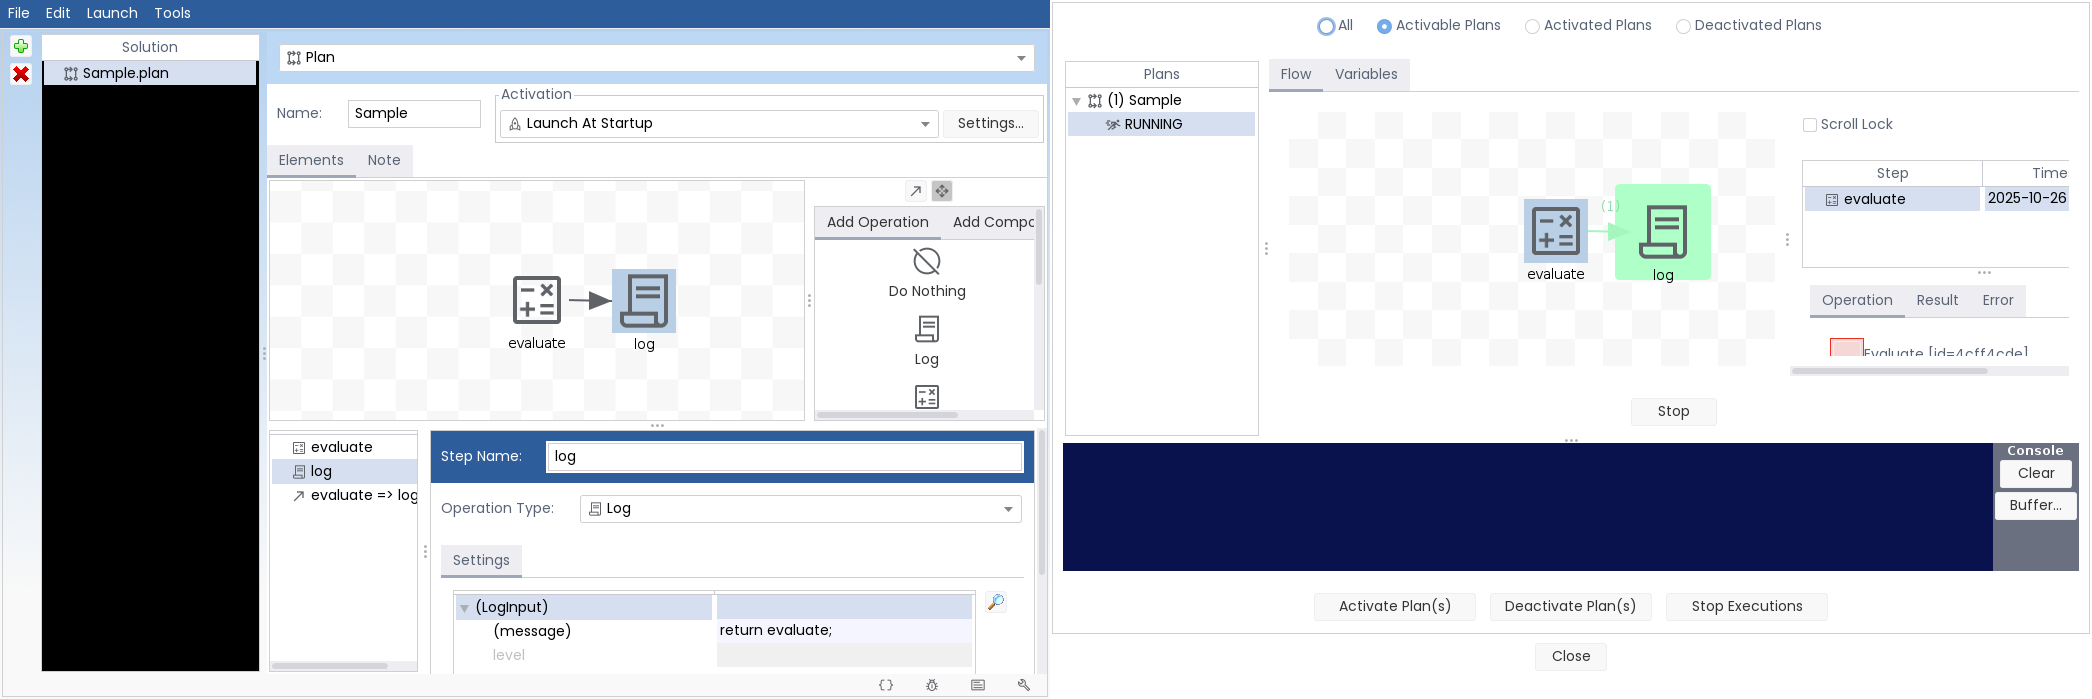 File Edit Launch Tools
Solution
Sample.plan
Plan
Name: Sample
Activation
Launch At Startup
Settings...
Elements Note
evaluate
log
Add Operation Add Compo
Do Nothing
Log
evaluate
log
evaluate => log
Step Name: log
Operation Type: Log
Settings
(LogInput)
(message) return evaluate;
level
All Activable Plans Activated Plans Deactivated Plans
Plans
(1) Sample
RUNNING
Flow Variables
(1)
evaluate
log
Scroll Lock
Step Time
evaluate 2025-10-26
Operation Result Error
Evaluate [id=4cff4cde]
Stop
Console
Clear
Buffer...
Activate Plan(s) Deactivate Plan(s) Stop Executions
Close